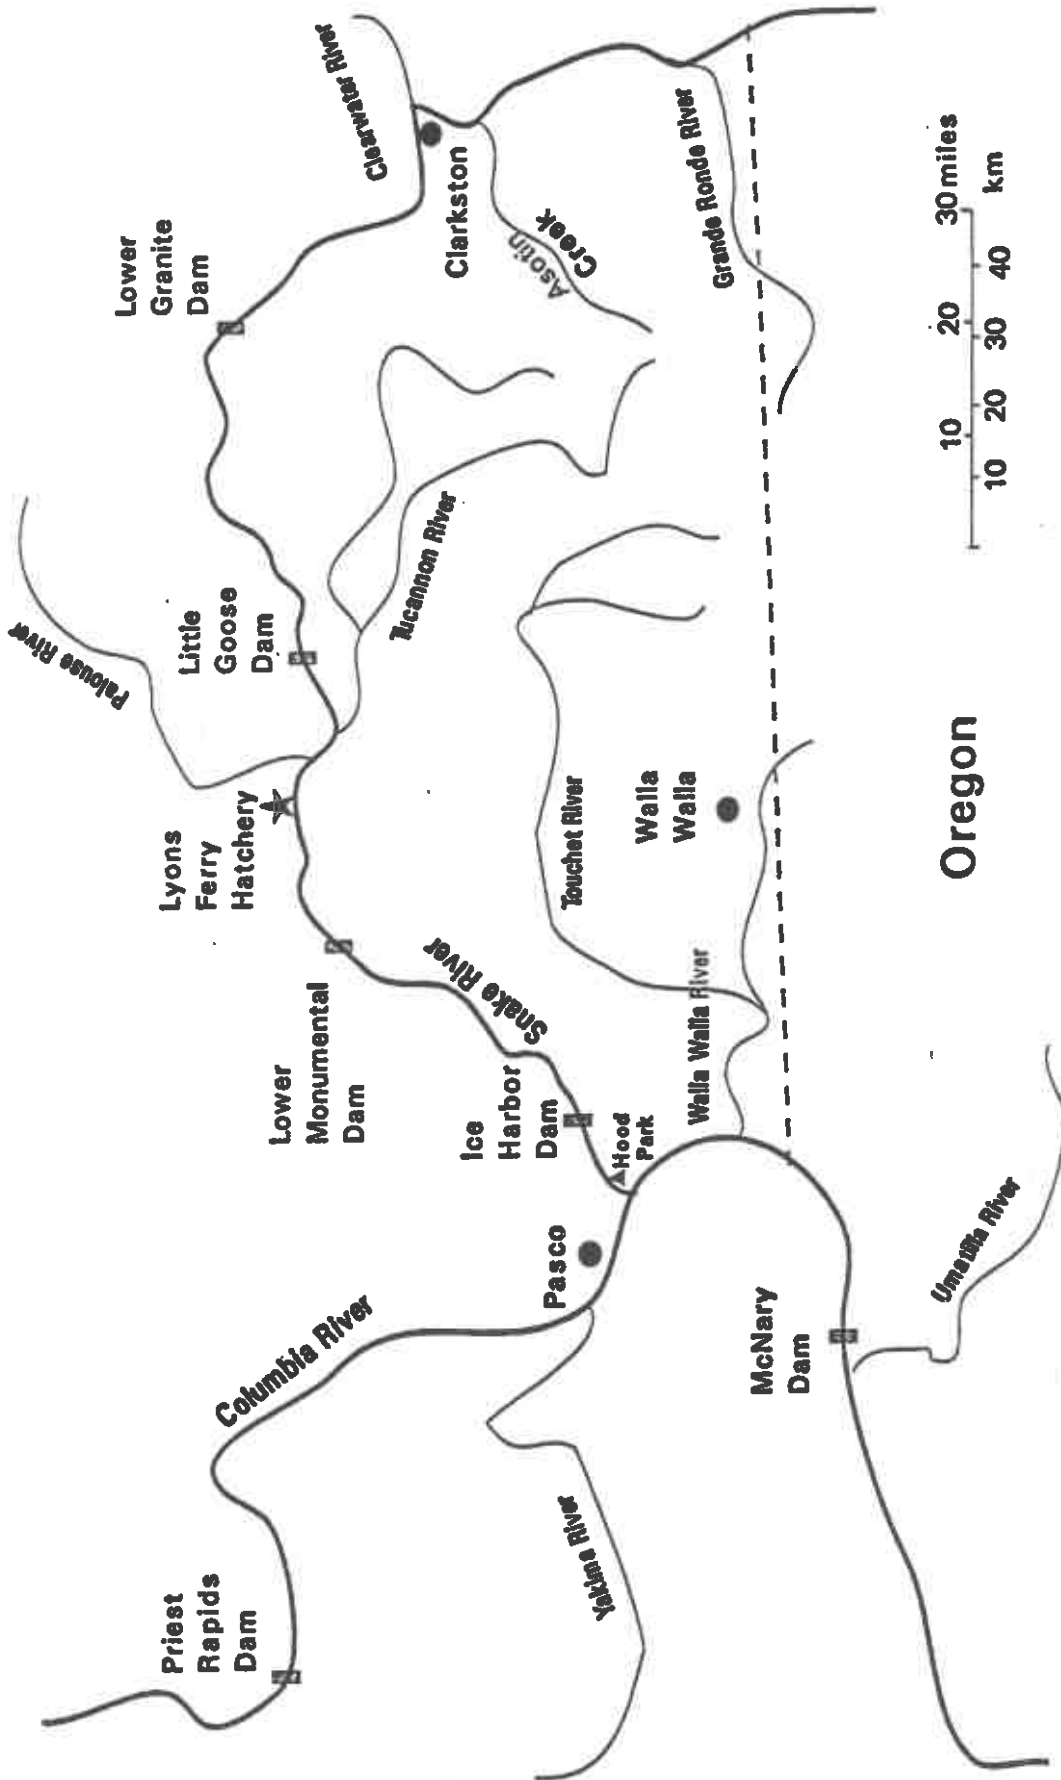 Palouse River
Clearwater River
Lower
Granite
Dam
Little
Goose
Dam
Lyons
Ferry
Hatchery
Clarkston
Asotin
Creek
Tucannon River
Grande Ronde River
Lower
Monumental
Dam
Snake River
Ice
Harbor
Dam
Hood
Park
Touchet River
Walla
Walla
Walla Walla River
Priest
Rapids
Dam
Columbia River
Pasco
Yakima River
McNary
Dam
Umatilla River
Oregon
10 20 30 miles
10 20 30 40 km